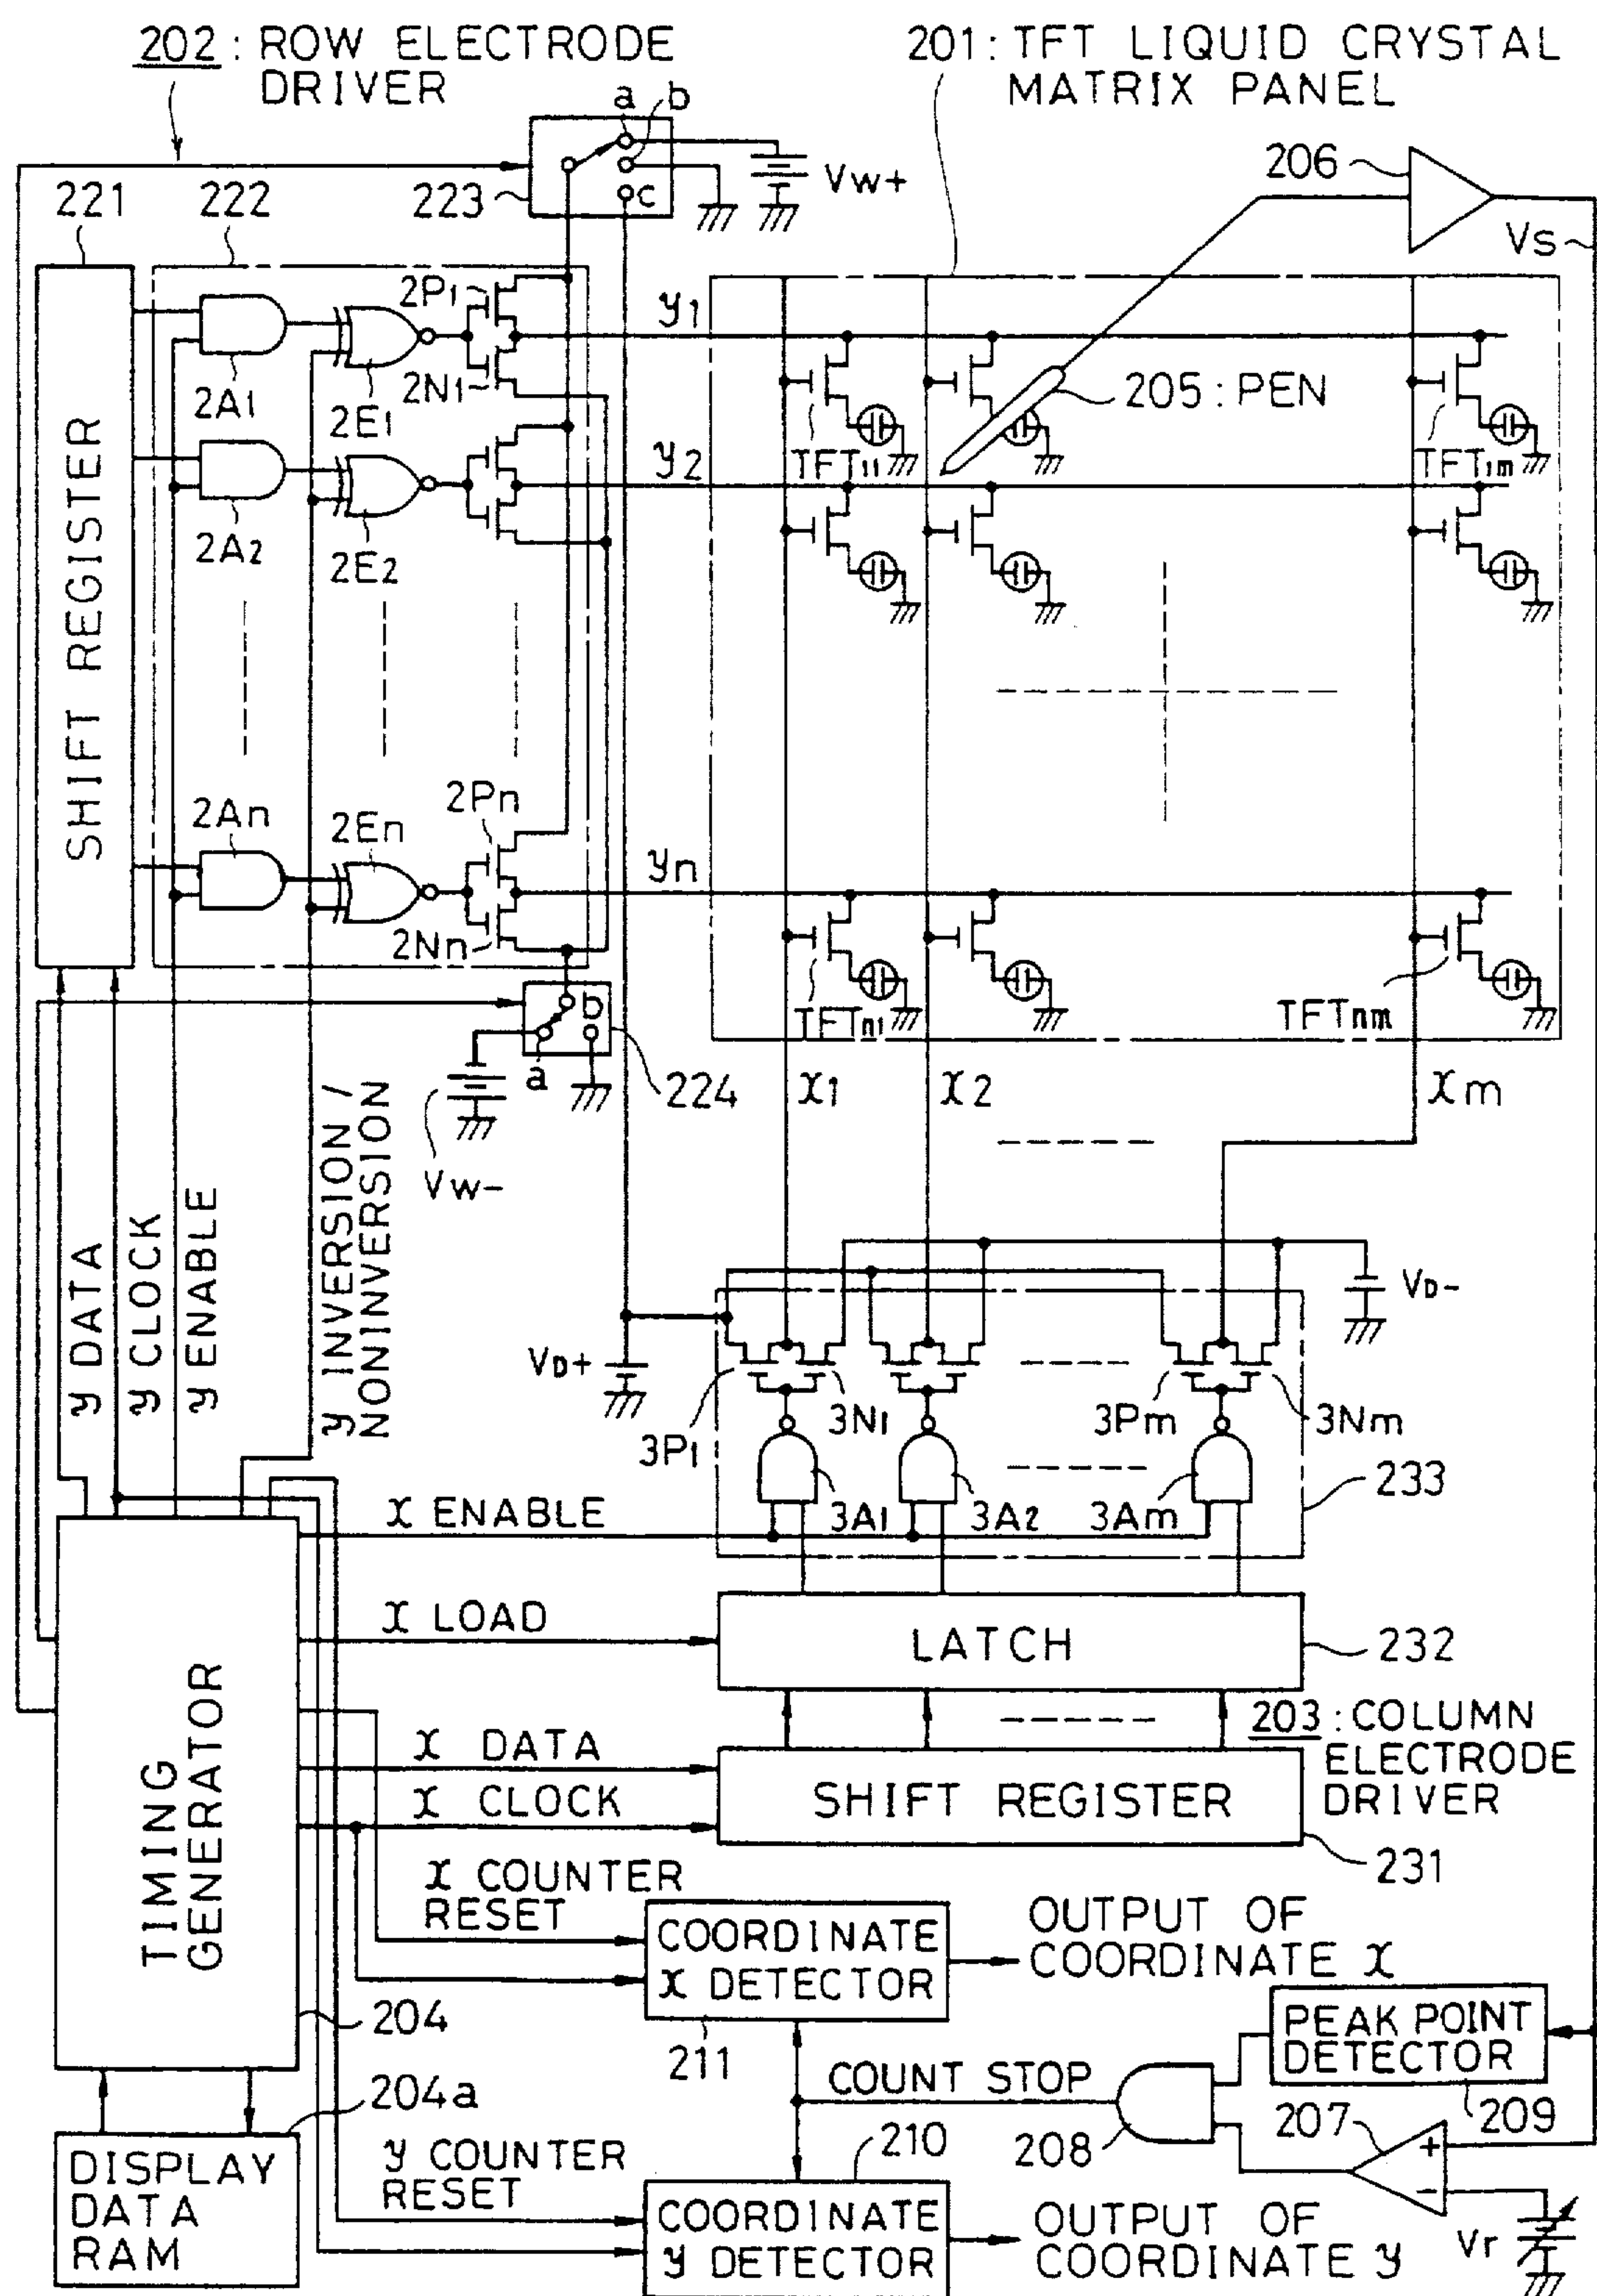 202 : ROW ELECTRODE
DRIVER
201 : TFT LIQUID CRYSTAL
MATRIX PANEL
a
b
c
223
VW+
206
VS
221
222
SHIFT REGISTER
2P1
2N1
2A1
2E1
y1
205 : PEN
TFT11
TFT1m
y2
2A2
2E2
2An
2En
2Pn
2Nn
yn
TFTn1
TFTnm
b
a
224
VW-
x1
x2
xm
y DATA
y CLOCK
y ENABLE
y INVERSION /
NONINVERSION
VD-
VD+
3P1
3N1
3Pm
3Nm
3A1
3A2
3Am
233
x ENABLE
x LOAD
LATCH
232
203 : COLUMN
ELECTRODE
DRIVER
x DATA
x CLOCK
SHIFT REGISTER
231
TIMING
GENERATOR
204
x COUNTER
RESET
COORDINATE
x DETECTOR
211
OUTPUT OF
COORDINATE x
PEAK POINT
DETECTOR
209
COUNT STOP
208
207
+
-
Vr
204a
DISPLAY
DATA
RAM
y COUNTER
RESET
210
COORDINATE
y DETECTOR
OUTPUT OF
COORDINATE y